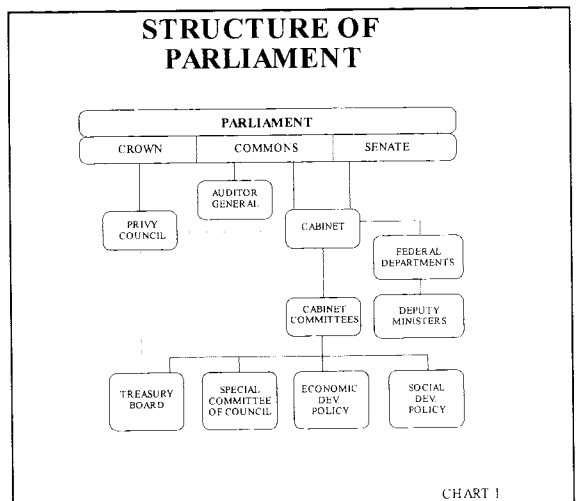 STRUCTURE OF
PARLIAMENT
PARLIAMENT
CROWN
COMMONS
SENATE
AUDITOR
GENERAL
PRIVY
COUNCIL
CABINET
FEDERAL
DEPARTMENTS
CABINET
COMMITTEES
DEPUTY
MINISTERS
TREASURY
BOARD
SPECIAL
COMMITTEE
OF COUNCIL
ECONOMIC
DEV.
POLICY
SOCIAL
DEV.
POLICY
CHART 1